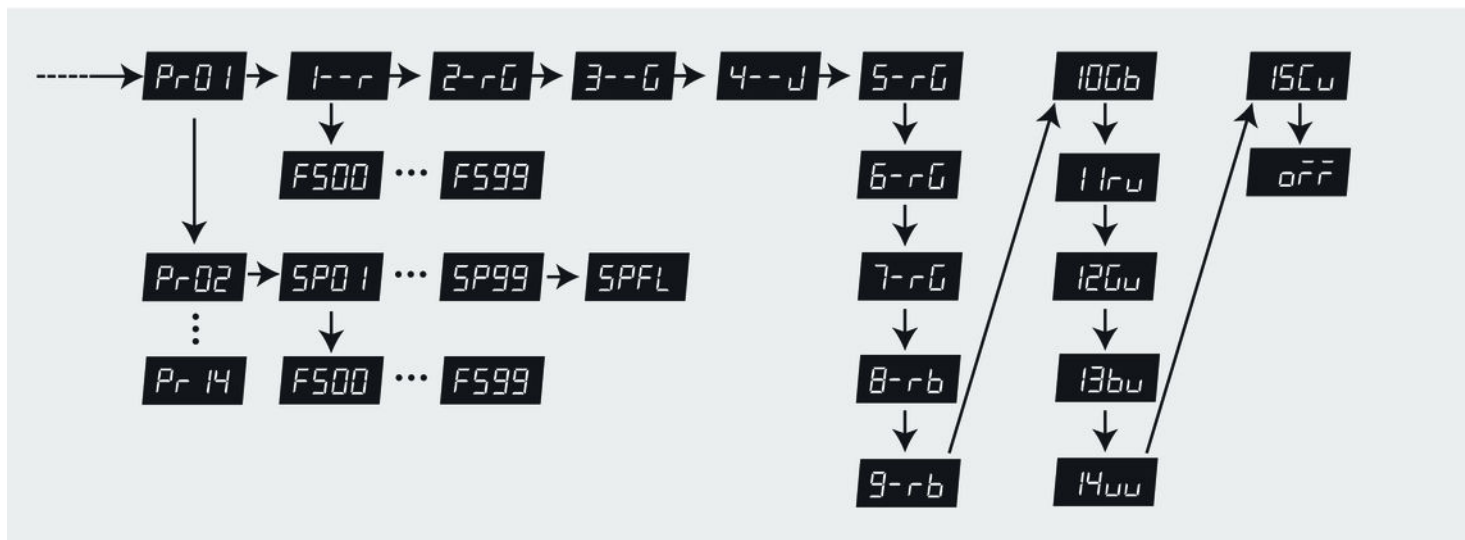 Pr01 1--r 2-rG 3--G 4--J 5-rG 10Gb 15Cu
FS00 ... FS99 6-rG 11ru oFF
Pr02 SP01 ... SP99 SPFL 7-rG 12Gu
Pr14 FS00 ... FS99 8-rb 13bu
9-rb 14uu